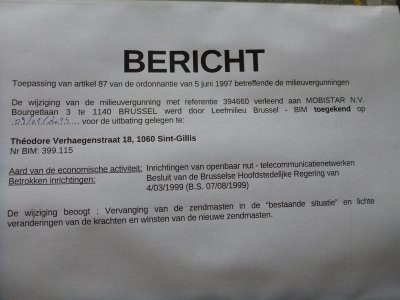 BERICHT
Toepassing van artikel 87 van de ordonnantie van 5 juni 1997 betreffende de milieuvergunningen
De wijziging van de milieuvergunning met referentie 394660 verleend aan MOBISTAR N.V.
Bourgetlaan 3 te 1140 BRUSSEL werd door Leefmilieu Brussel - BIM toegekend op
..... voor de uitbating gelegen te:
Théodore Verhaegenstraat 18, 1060 Sint-Gillis
Nr BIM: 399.115
Aard van de economische activiteit: Inrichtingen van openbaar nut - telecommunicatienetwerken
Betrokken inrichtingen: Besluit van de Brusselse Hoofdstedelijke Regering van
4/03/1999 (B.S. 07/08/1999)
De wijziging beoogt : Vervanging van de zendmasten in de "bestaande situatie" en lichte
veranderingen van de krachten en winsten van de nieuwe zendmasten.